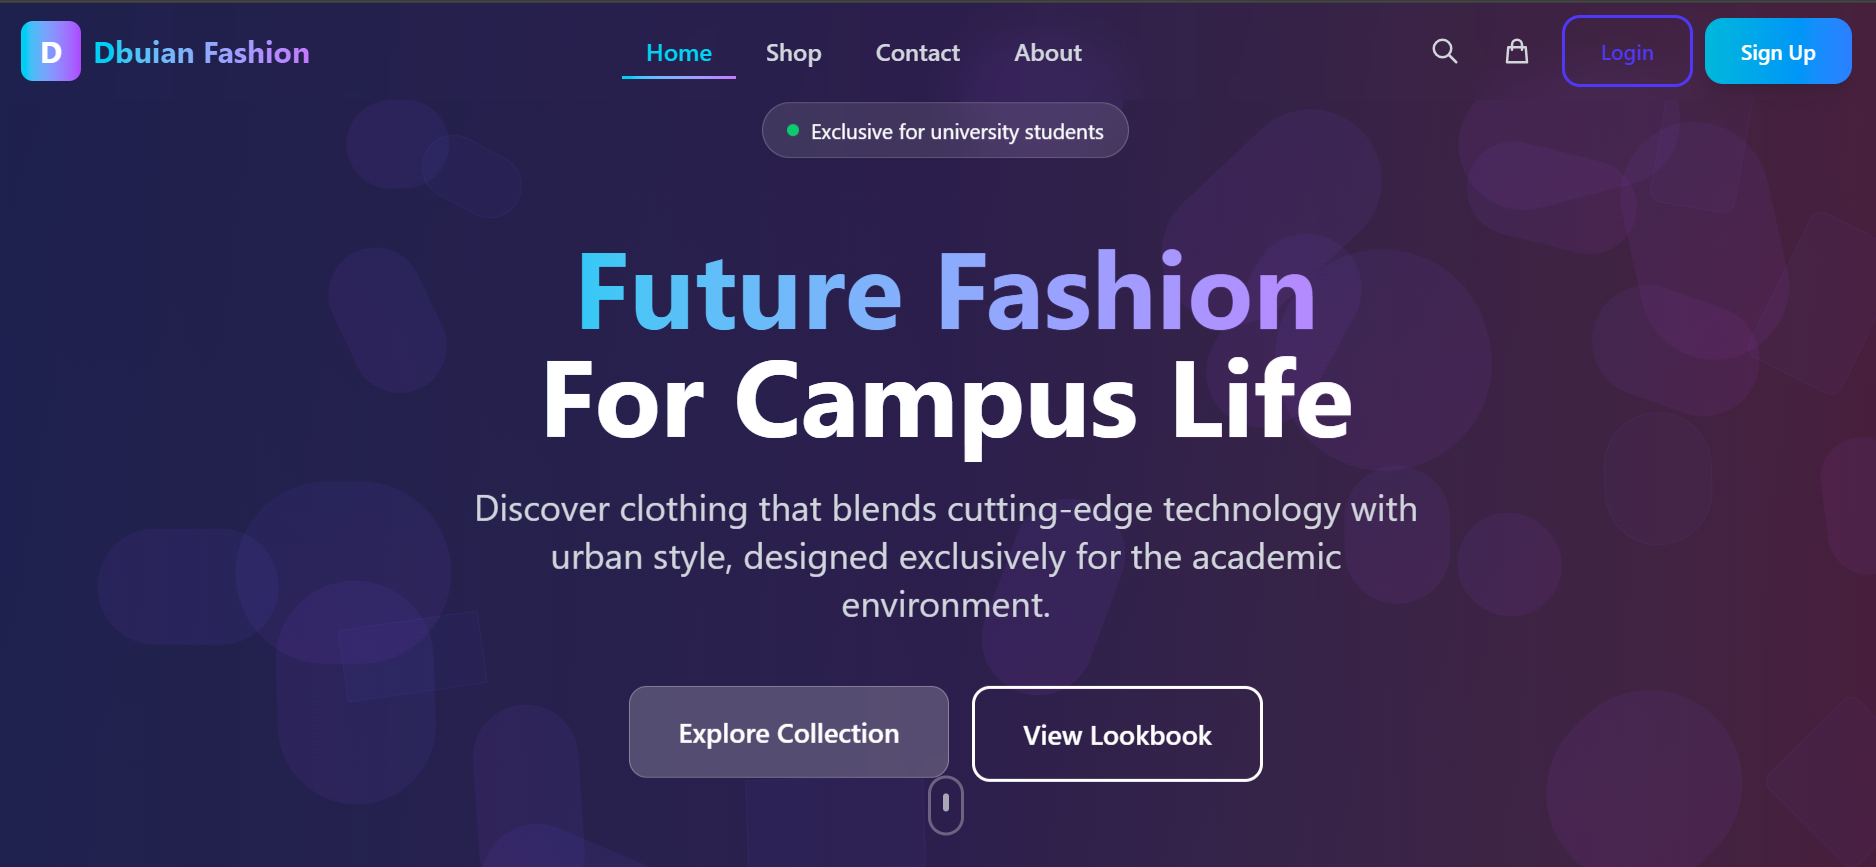 D Dbuian Fashion
Home Shop Contact About
Login Sign Up
Exclusive for university students
Future Fashion
For Campus Life
Discover clothing that blends cutting-edge technology with
urban style, designed exclusively for the academic
environment.
Explore Collection View Lookbook